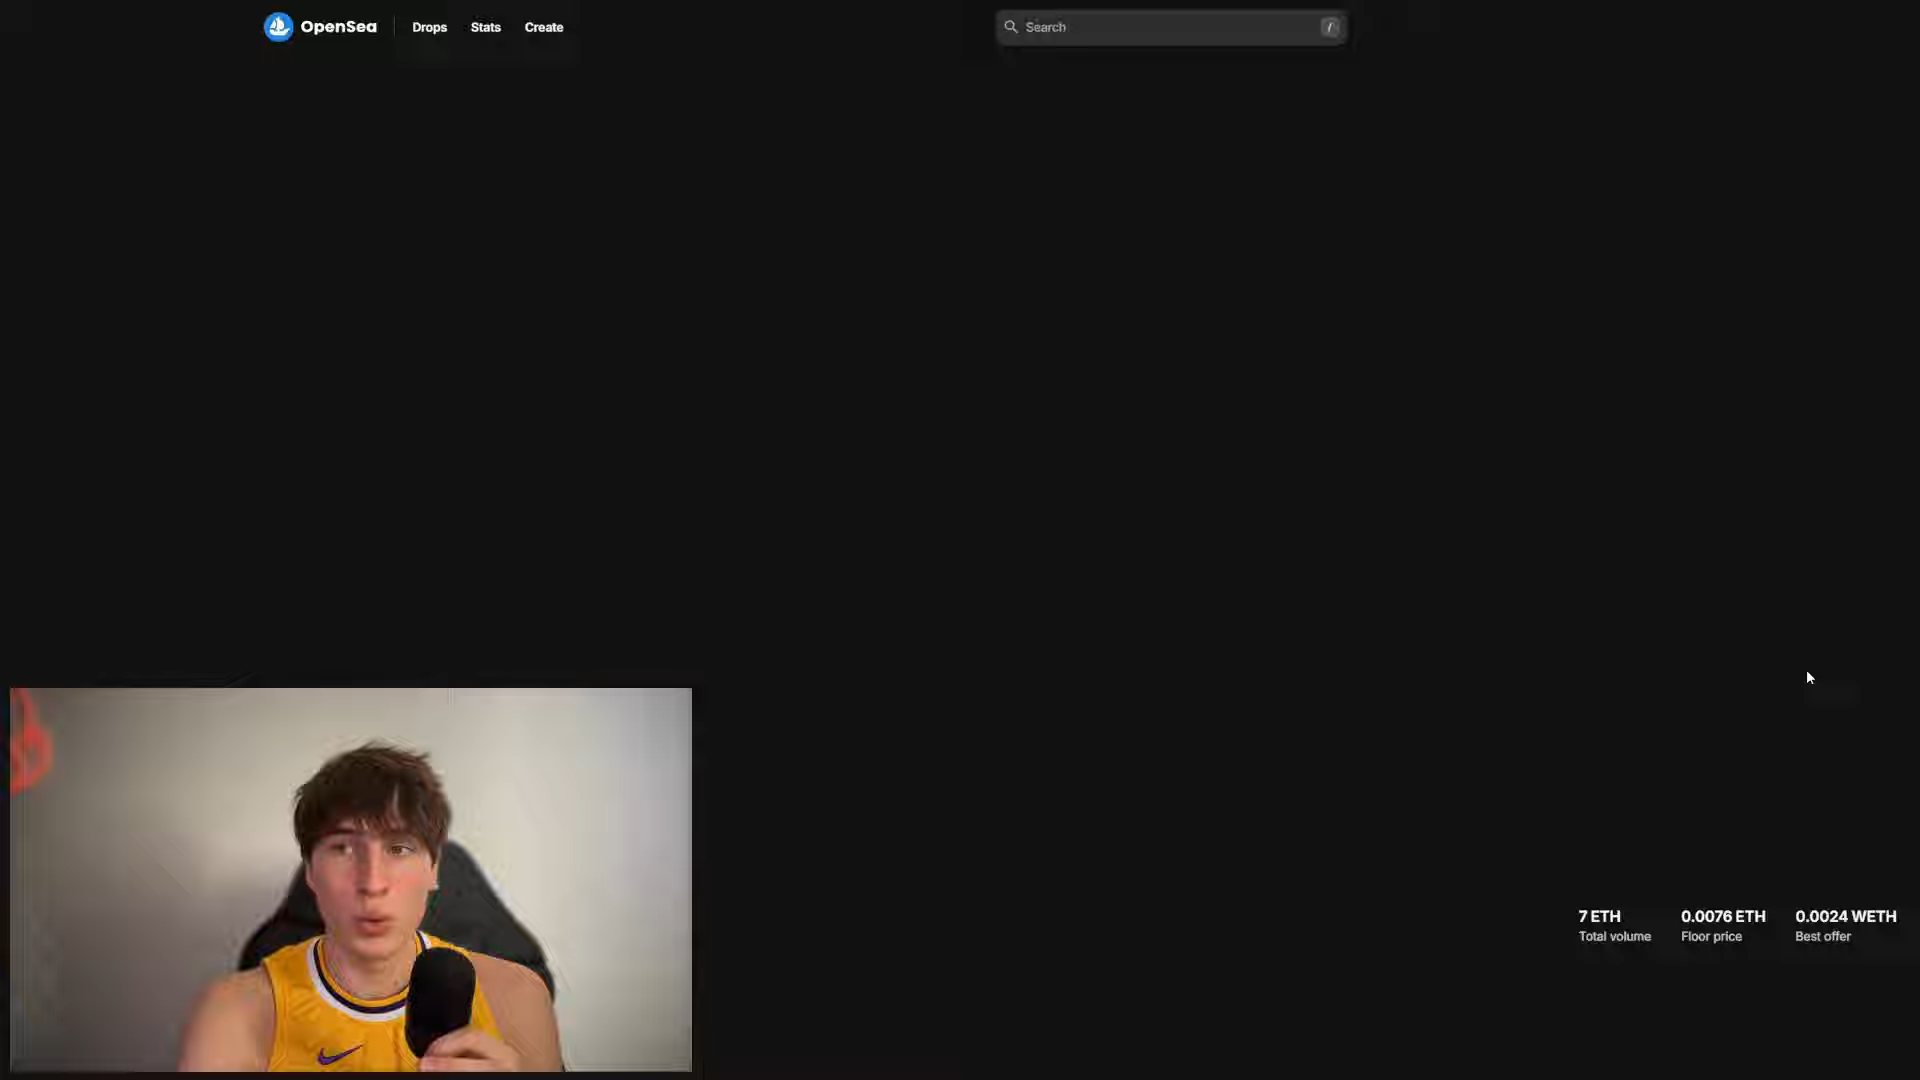 OpenSea
Drops
Stats
Create
Search
/
7 ETH
Total volume
0.0076 ETH
Floor price
0.0024 WETH
Best offer